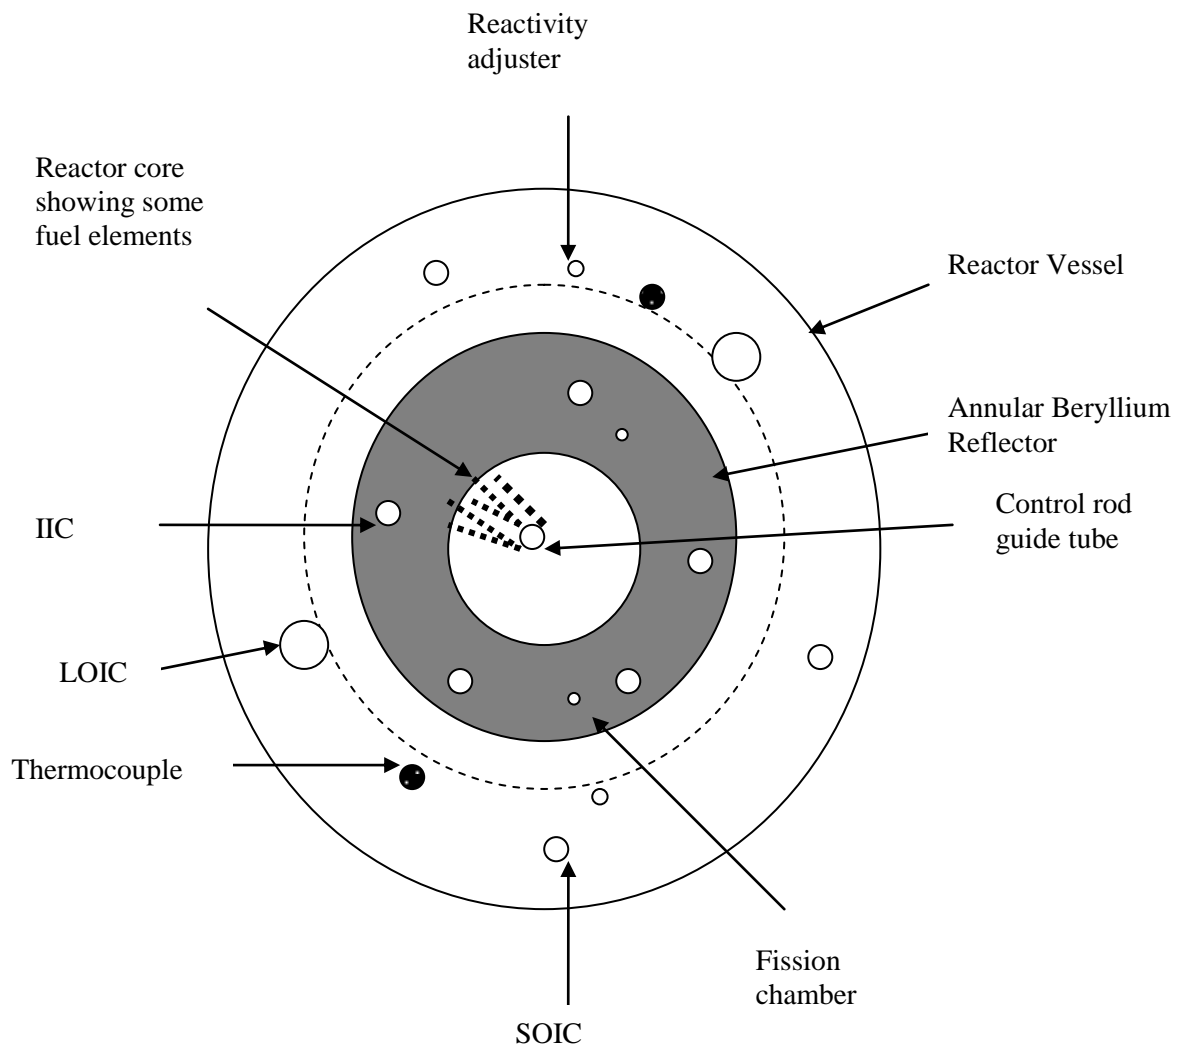 Reactivity
adjuster
Reactor core
showing some
fuel elements
Reactor Vessel
Annular Beryllium
Reflector
Control rod
guide tube
IIC
LOIC
Thermocouple
Fission
chamber
SOIC